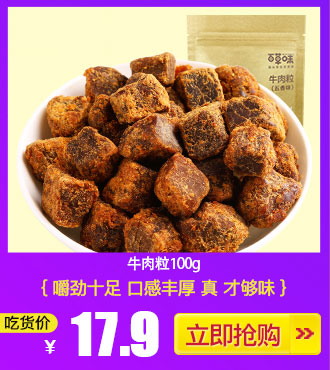 百草味
牛肉粒
(五香味)
牛肉粒100g
{ 嚼劲十足 口感丰厚 真 才够味 }
吃货价
¥ 17.9
立即抢购 >>